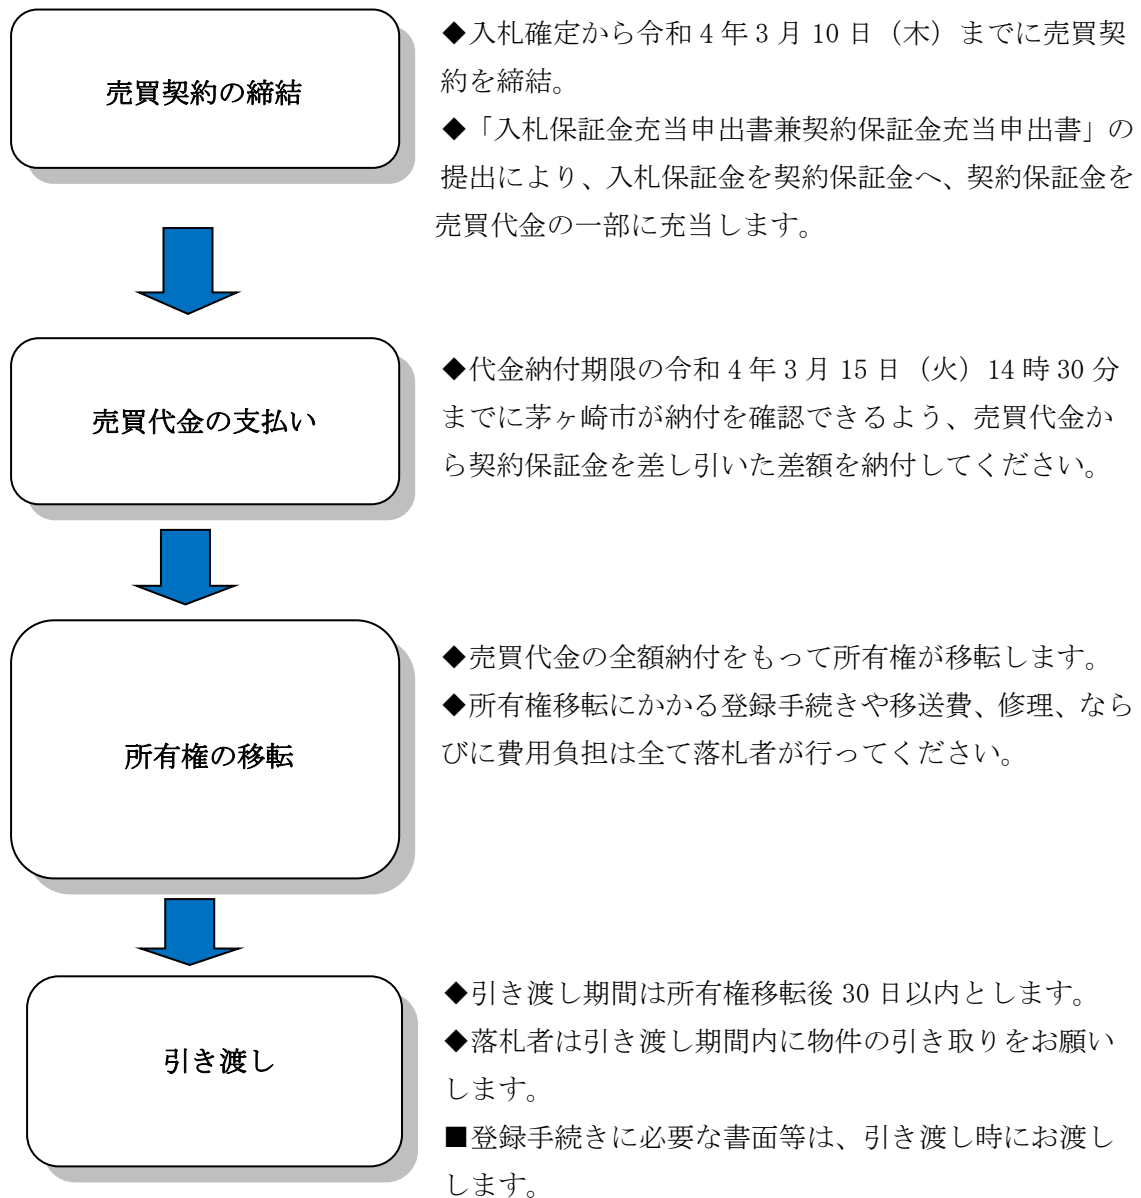 売買契約の締結
◆入札確定から令和4年3月10日（木）までに売買契
約を締結。
◆「入札保証金充当申出書兼契約保証金充当申出書」の
提出により、入札保証金を契約保証金へ、契約保証金を
売買代金の一部に充当します。
売買代金の支払い
◆代金納付期限の令和4年3月15日（火）14時30分
までに茅ヶ崎市が納付を確認できるよう、売買代金か
ら契約保証金を差し引いた差額を納付してください。
所有権の移転
◆売買代金の全額納付をもって所有権が移転します。
◆所有権移転にかかる登録手続きや移送費、修理、なら
びに費用負担は全て落札者が行ってください。
引き渡し
◆引き渡し期間は所有権移転後30日以内とします。
◆落札者は引き渡し期間内に物件の引き取りをお願い
します。
■登録手続きに必要な書面等は、引き渡し時にお渡し
します。